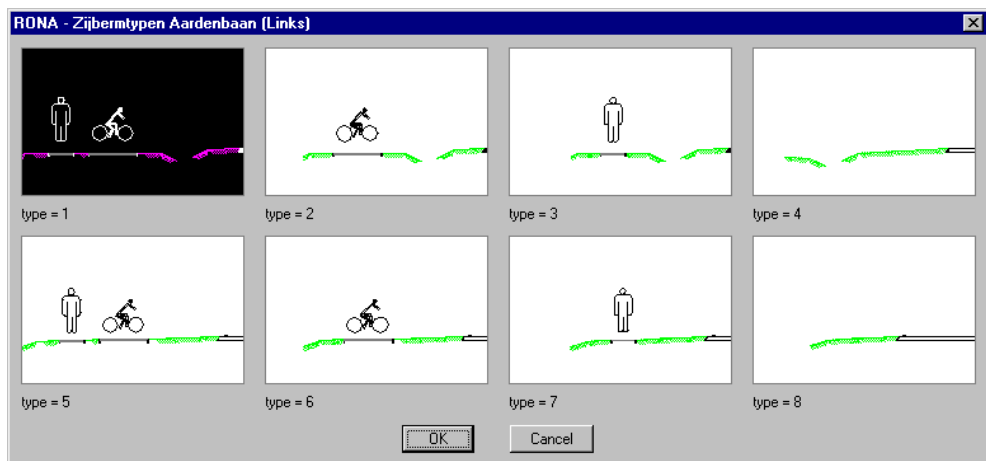 RONA - Zijbermtypen Aardenbaan (Links)
type = 1
type = 2
type = 3
type = 4
type = 5
type = 6
type = 7
type = 8
OK
Cancel